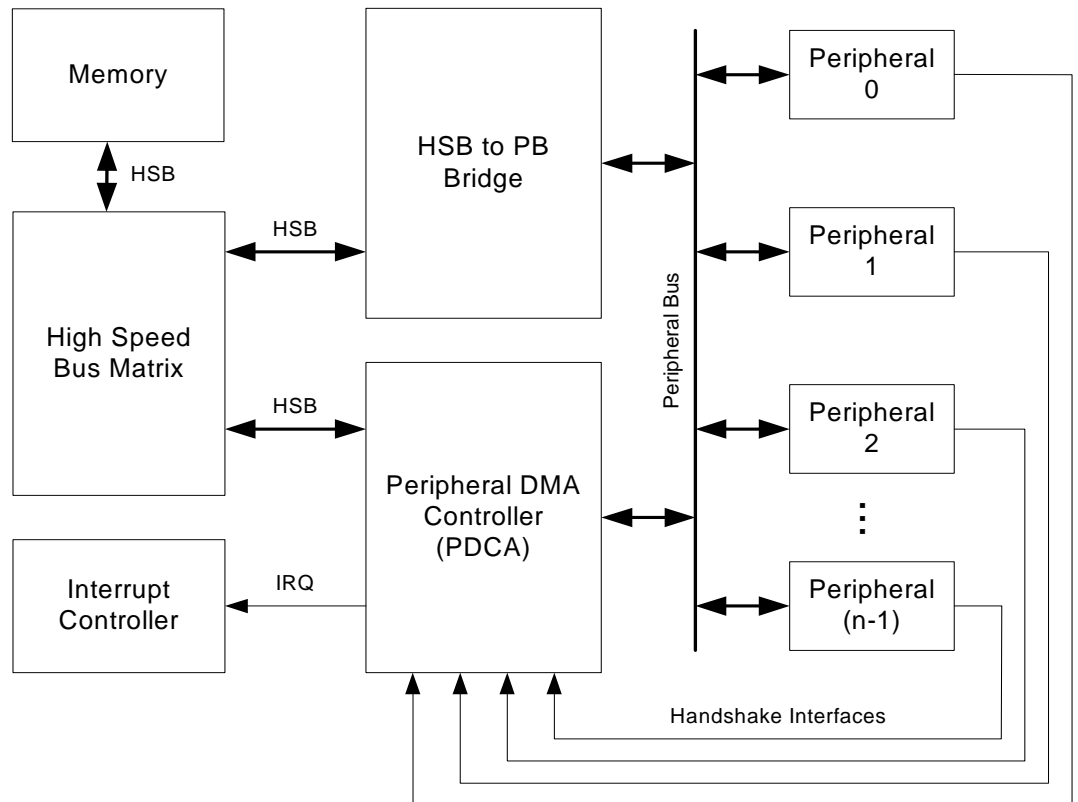 Memory
HSB
High Speed
Bus Matrix
HSB
HSB
Interrupt
Controller
IRQ
HSB to PB
Bridge
Peripheral DMA
Controller
(PDCA)
Peripheral Bus
Peripheral
0
Peripheral
1
Peripheral
2
⋮
Peripheral
(n-1)
Handshake Interfaces